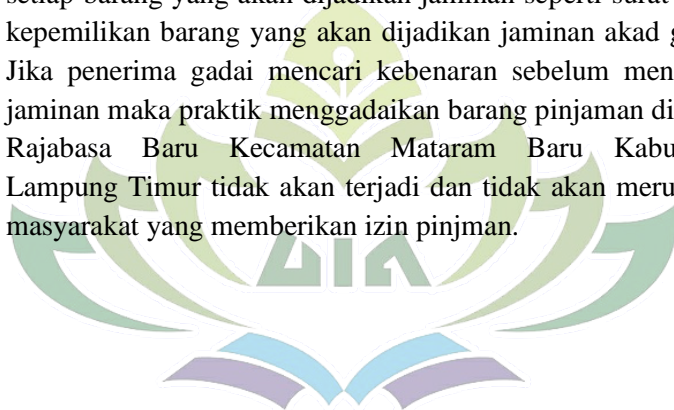 setiap barang yang akan dijadikan jaminan seperti surat
kepemilikan barang yang akan dijadikan jaminan akad
Jika penerima gadai mencari kebenaran sebelum
jaminan maka praktik menggadaikan barang pinjaman di
Rajabasa Baru Kecamatan Mataram Baru
Lampung Timur tidak akan terjadi dan tidak akan
masyarakat yang memberikan izin pinjman.